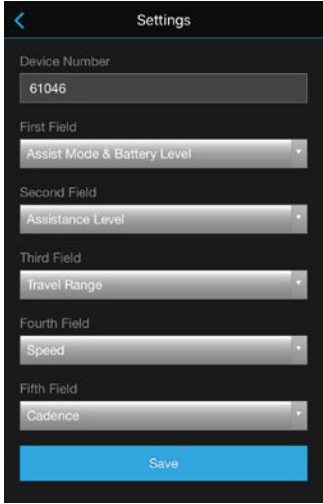 Settings
Device Number
61046
First Field
Assist Mode & Battery Level
Second Field
Assistance Level
Third Field
Travel Range
Fourth Field
Speed
Fifth Field
Cadence
Save